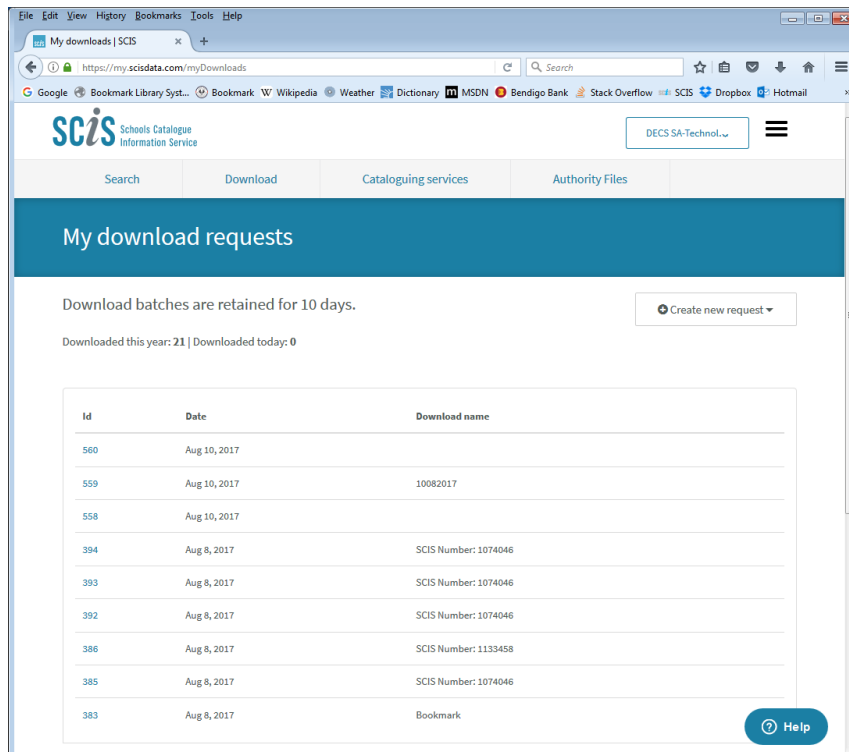 File Edit View History Bookmarks Tools Help
scis My downloads | SCIS × +
https://my.scisdata.com/myDownloads Search
Google Bookmark Library Syst... Bookmark Wikipedia Weather Dictionary MSDN Bendigo Bank Stack Overflow SCIS Dropbox Hotmail »
SCiS Schools Catalogue
Information Service
DECS SA-Technol...
Search Download Cataloguing services Authority Files
My download requests
Download batches are retained for 10 days.
Create new request
Downloaded this year: 21 | Downloaded today: 0
Id Date Download name
560 Aug 10, 2017
559 Aug 10, 2017 10082017
558 Aug 10, 2017
394 Aug 8, 2017 SCIS Number: 1074046
393 Aug 8, 2017 SCIS Number: 1074046
392 Aug 8, 2017 SCIS Number: 1074046
386 Aug 8, 2017 SCIS Number: 1133458
385 Aug 8, 2017 SCIS Number: 1074046
383 Aug 8, 2017 Bookmark
Help